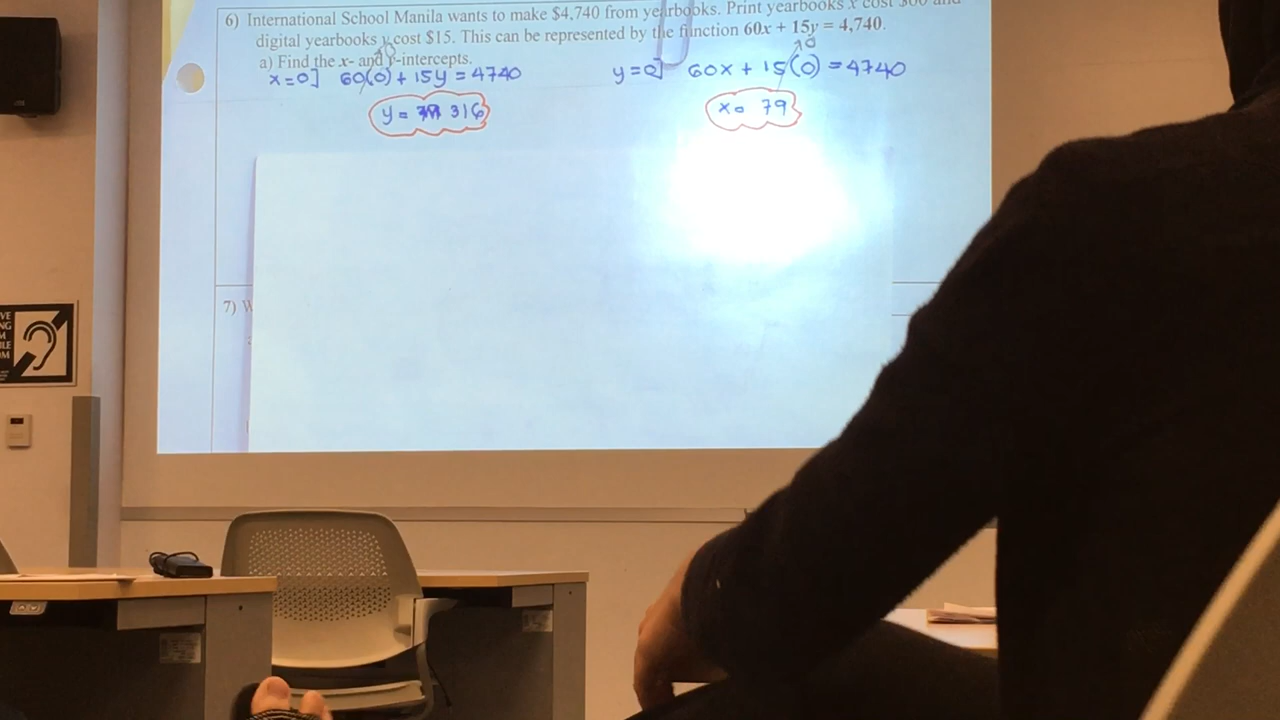 6) International School Manila wants to make $4,740 from yearbooks. Print yearbooks x cost $60 and
digital yearbooks y cost $15. This can be represented by the function 60x + 15y = 4,740.
a) Find the x- and y-intercepts.
x=0] 60(0) + 15y = 4740
y = 316
y=0] 60x + 15(0) = 4740
0
x= 79
7) W